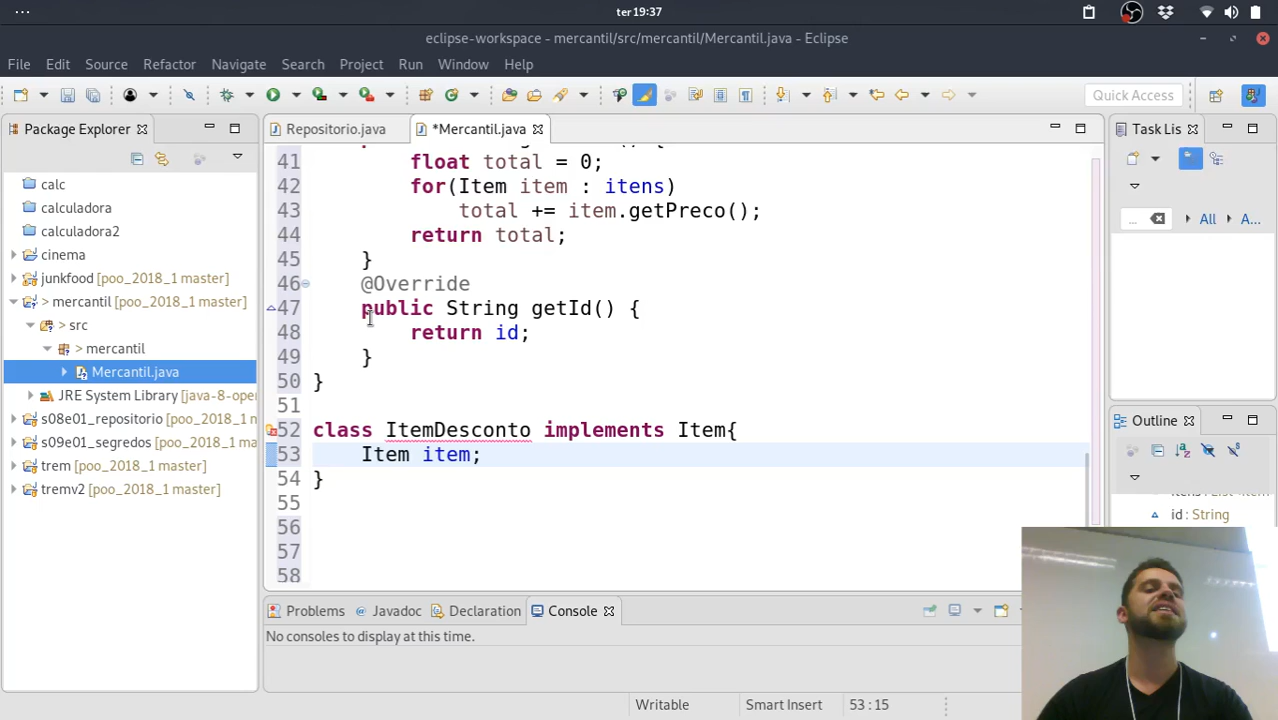 ter 19:37
eclipse-workspace - mercantil/src/mercantil/Mercantil.java - Eclipse
File Edit Source Refactor Navigate Search Project Run Window Help
Quick Access
Package Explorer
Repositorio.java
*Mercantil.java
Task Lis
calc
calculadora
calculadora2
cinema
junkfood [poo_2018_1 master]
> mercantil [poo_2018_1 master]
> src
> mercantil
Mercantil.java
JRE System Library [java-8-ope
s08e01_repositorio [poo_2018_1
s09e01_segredos [poo_2018_1 m
trem [poo_2018_1 master]
tremv2 [poo_2018_1 master]
41 float total = 0;
42 for(Item item : itens)
43 total += item.getPreco();
44 return total;
45 }
46 @Override
47 public String getId() {
48 return id;
49 }
50 }
51
52 class ItemDesconto implements Item{
53 Item item;
54 }
55
56
57
58
... All A...
Outline
id : String
Problems Javadoc Declaration Console
No consoles to display at this time.
Writable Smart Insert 53 : 15